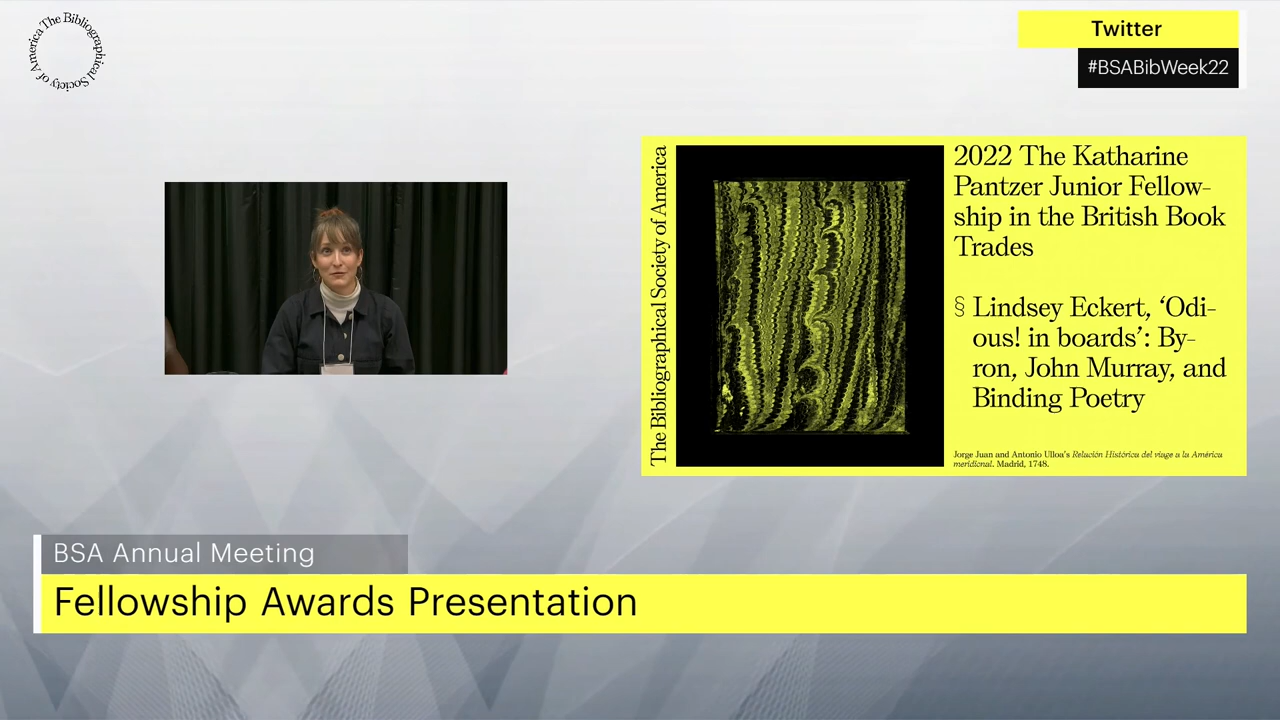 The Bibliographical Society of America
Twitter
#BSABibWeek22
The Bibliographical Society of America
2022 The Katharine
Pantzer Junior Fellow-
ship in the British Book
Trades
§ Lindsey Eckert, ‘Odi-
ous! in boards’: By-
ron, John Murray, and
Binding Poetry
Jorge Juan and Antonio Ulloa's Relación Histórica del viage a la América
meridional. Madrid, 1748.
BSA Annual Meeting
Fellowship Awards Presentation